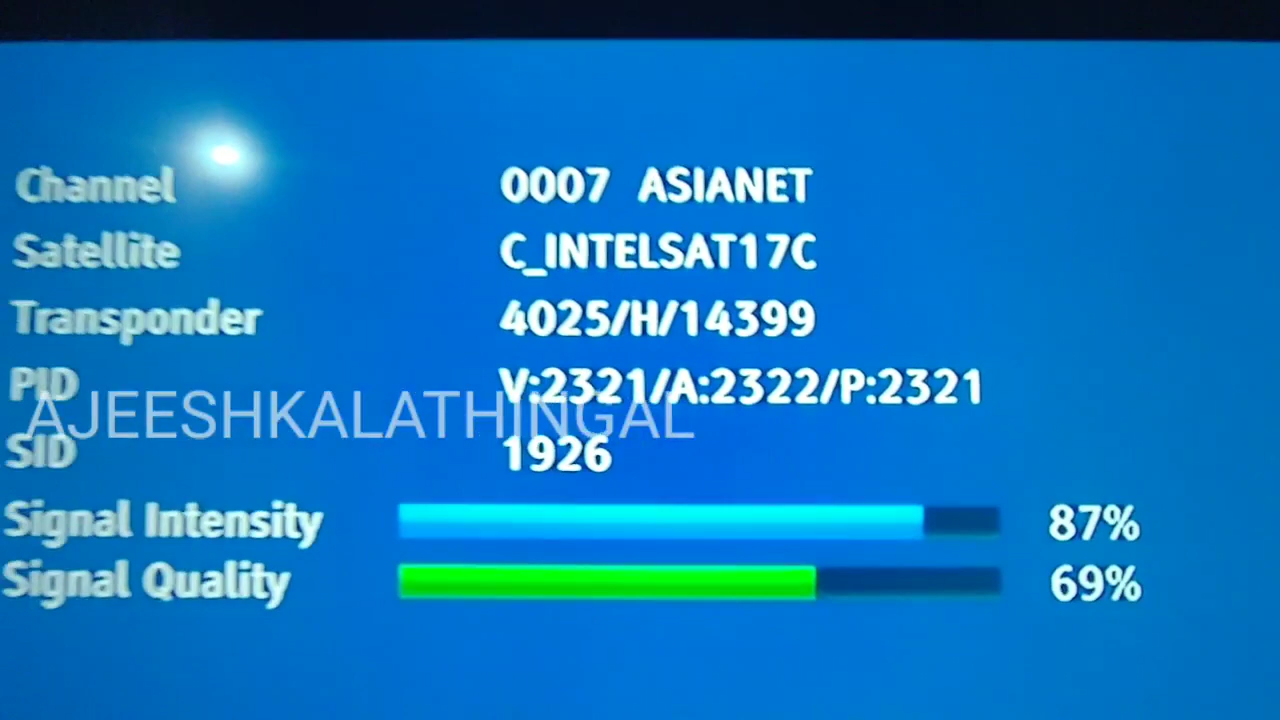 Channel 0007 ASIANET
Satellite C_INTELSAT17C
Transponder 4025/H/14399
PID V:2321/A:2322/P:2321
AJEESHKALATHINGAL
SID 1926
Signal Intensity 87%
Signal Quality 69%